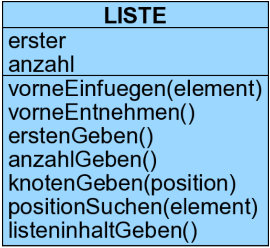 LISTE
erster
anzahl
vorneEinfuegen(element)
vorneEntnehmen()
erstenGeben()
anzahlGeben()
knotenGeben(position)
positionSuchen(element)
listeninhaltGeben()